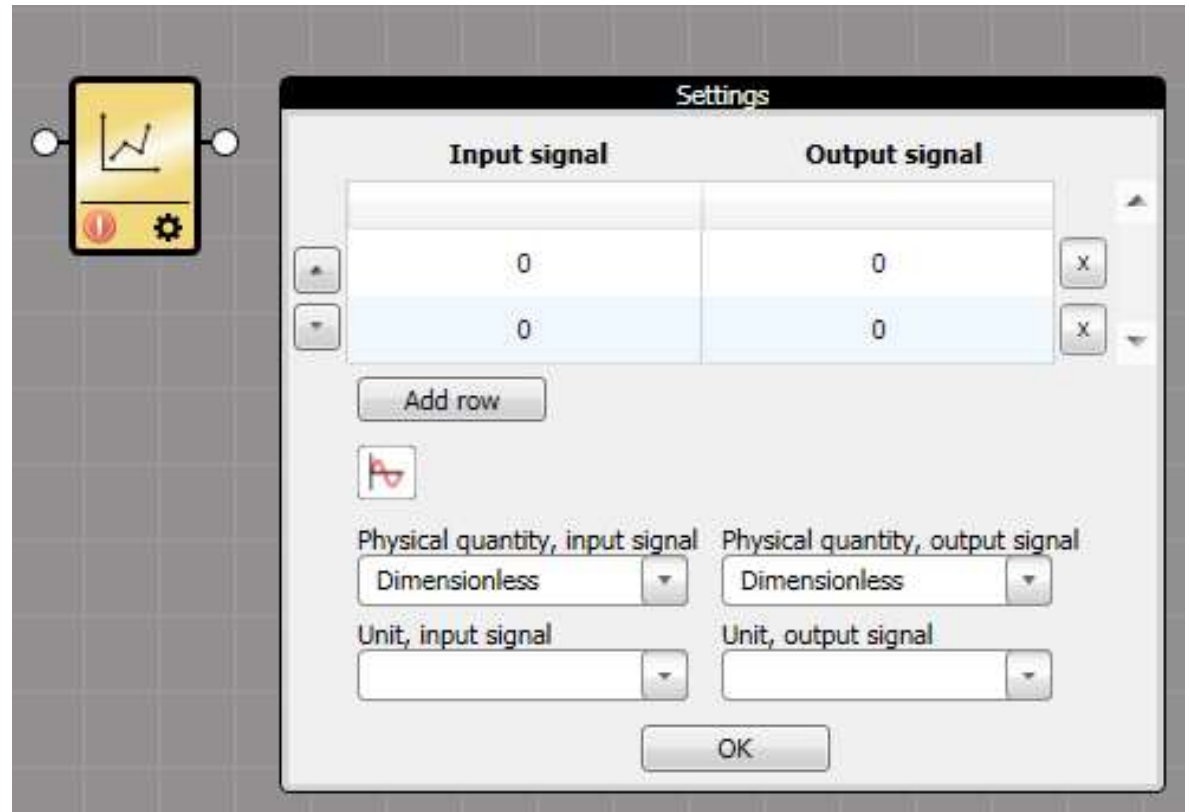 Settings
Input signal Output signal
0 0 x
0 0 x
Add row
Physical quantity, input signal Physical quantity, output signal
Dimensionless Dimensionless
Unit, input signal Unit, output signal
OK